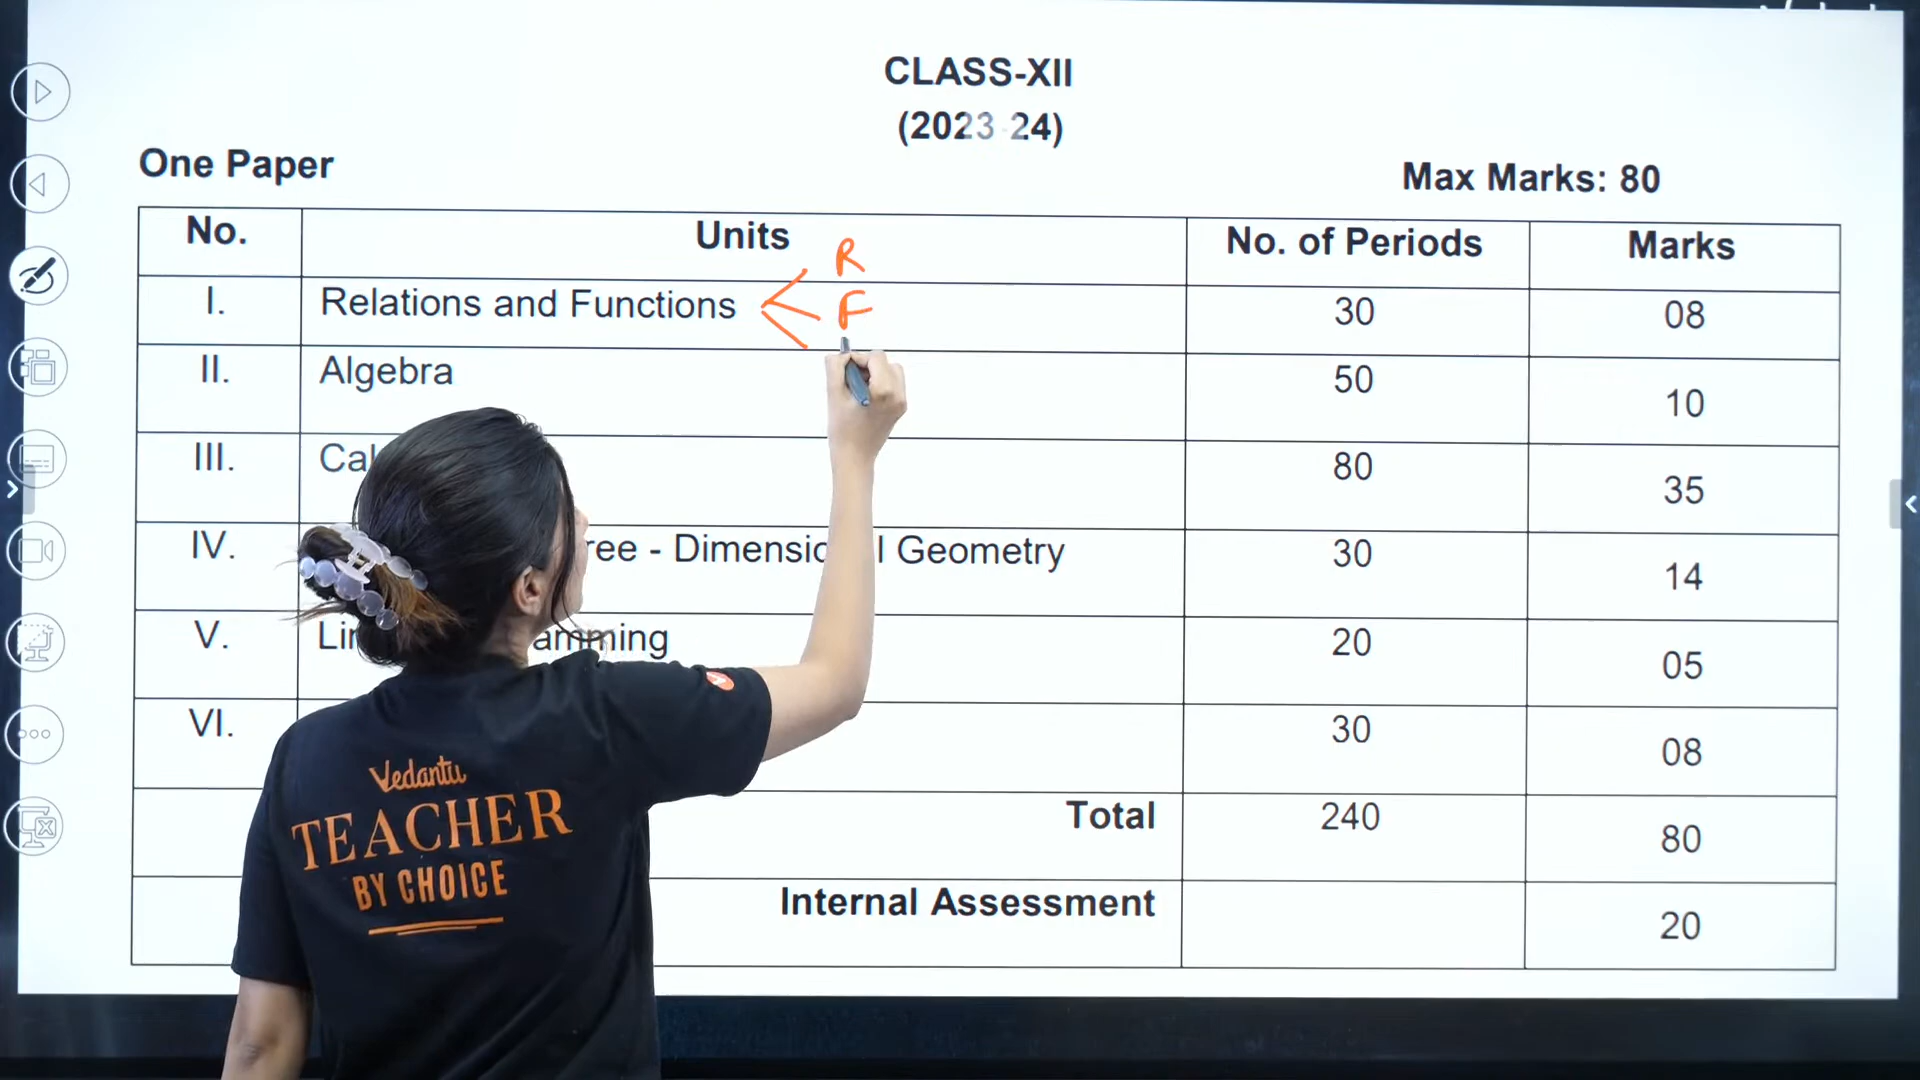 CLASS-XII
(2023-24)
One Paper
Max Marks: 80
No. Units No. of Periods Marks
R
I. Relations and Functions F 30 08
II. Algebra 50 10
III. Cal 80 35
IV. ree - Dimensio l Geometry 30 14
V. Lin amming 20 05
VI. 30 08
Total 240 80
Internal Assessment 20
Vedantu
TEACHER
BY CHOICE